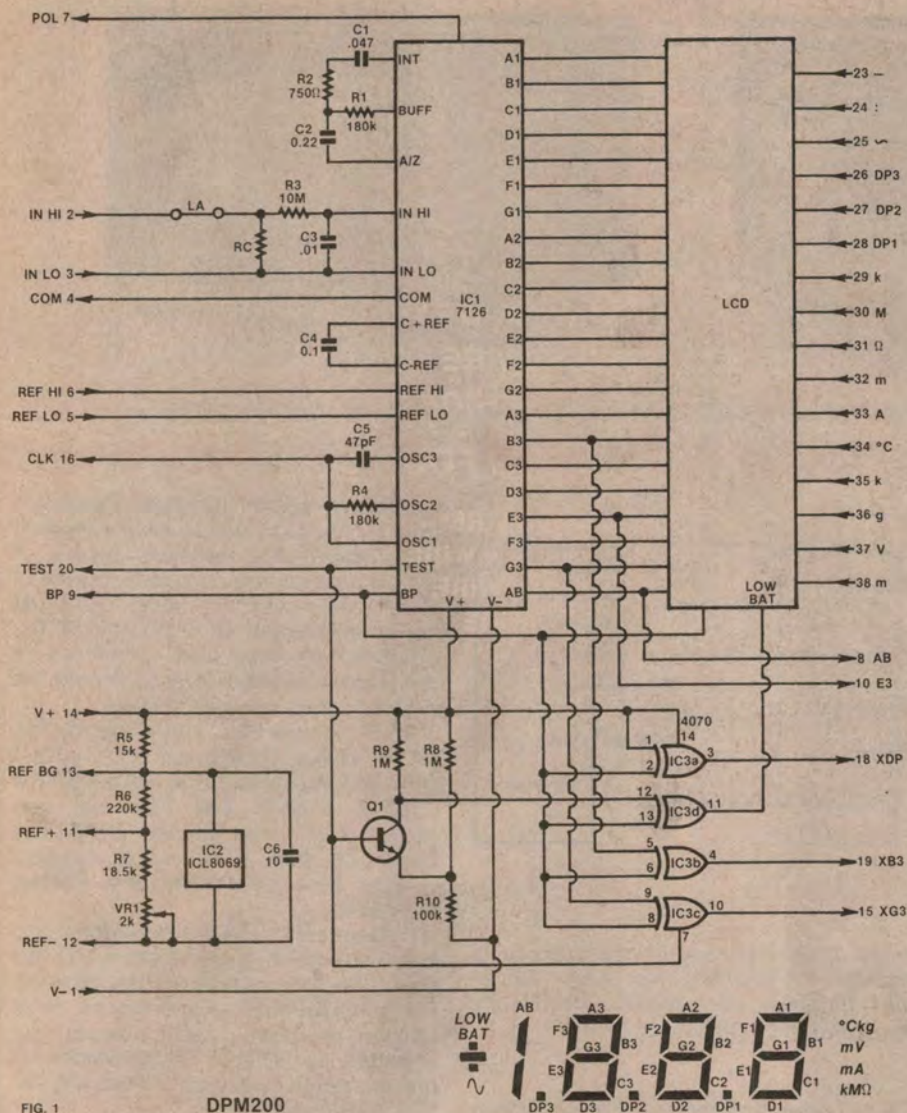 POL 7
C1
.047
INT
R2
750Ω
R1
180k
BUFF
C2
0.22
A/Z
R3
10M
LA
IN HI 2
IN HI
RC
C3
.01
IN LO 3
IN LO
COM 4
COM
IC1
7126
C4
0.1
C + REF
C-REF
REF HI 6
REF HI
REF LO 5
REF LO
C5
47pF
CLK 16
OSC3
R4
180k
OSC2
OSC1
TEST 20
TEST
BP 9
BP
V+ V-
A1
B1
C1
D1
E1
F1
G1
A2
B2
C2
D2
E2
F2
G2
A3
B3
C3
D3
E3
F3
G3
AB
LCD
LOW
BAT
23 –
24 :
25 ∽
26 DP3
27 DP2
28 DP1
29 k
30 M
31 Ω
32 m
33 A
34 °C
35 k
36 g
37 V
38 m
8 AB
10 E3
V + 14
R5
15k
REF BG 13
R6
220k
REF + 11
R7
18.5k
VR1
2k
REF- 12
V- 1
IC2
ICL8069
C6
10
R9
1M
R8
1M
Q1
R10
100k
4070
14
1
2
IC3a
3
18 XDP
12
13
IC3d
11
5
6
IC3b
4
19 XB3
9
8
IC3c
10
15 XG3
7
LOW
BAT
∿
AB
A3
F3
G3
B3
E3
C3
DP3
D3
DP2
A2
F2
G2
B2
E2
C2
D2
DP1
A1
F1
G1
B1
E1
C1
D1
°Ckg
mV
mA
kMΩ
FIG. 1
DPM200